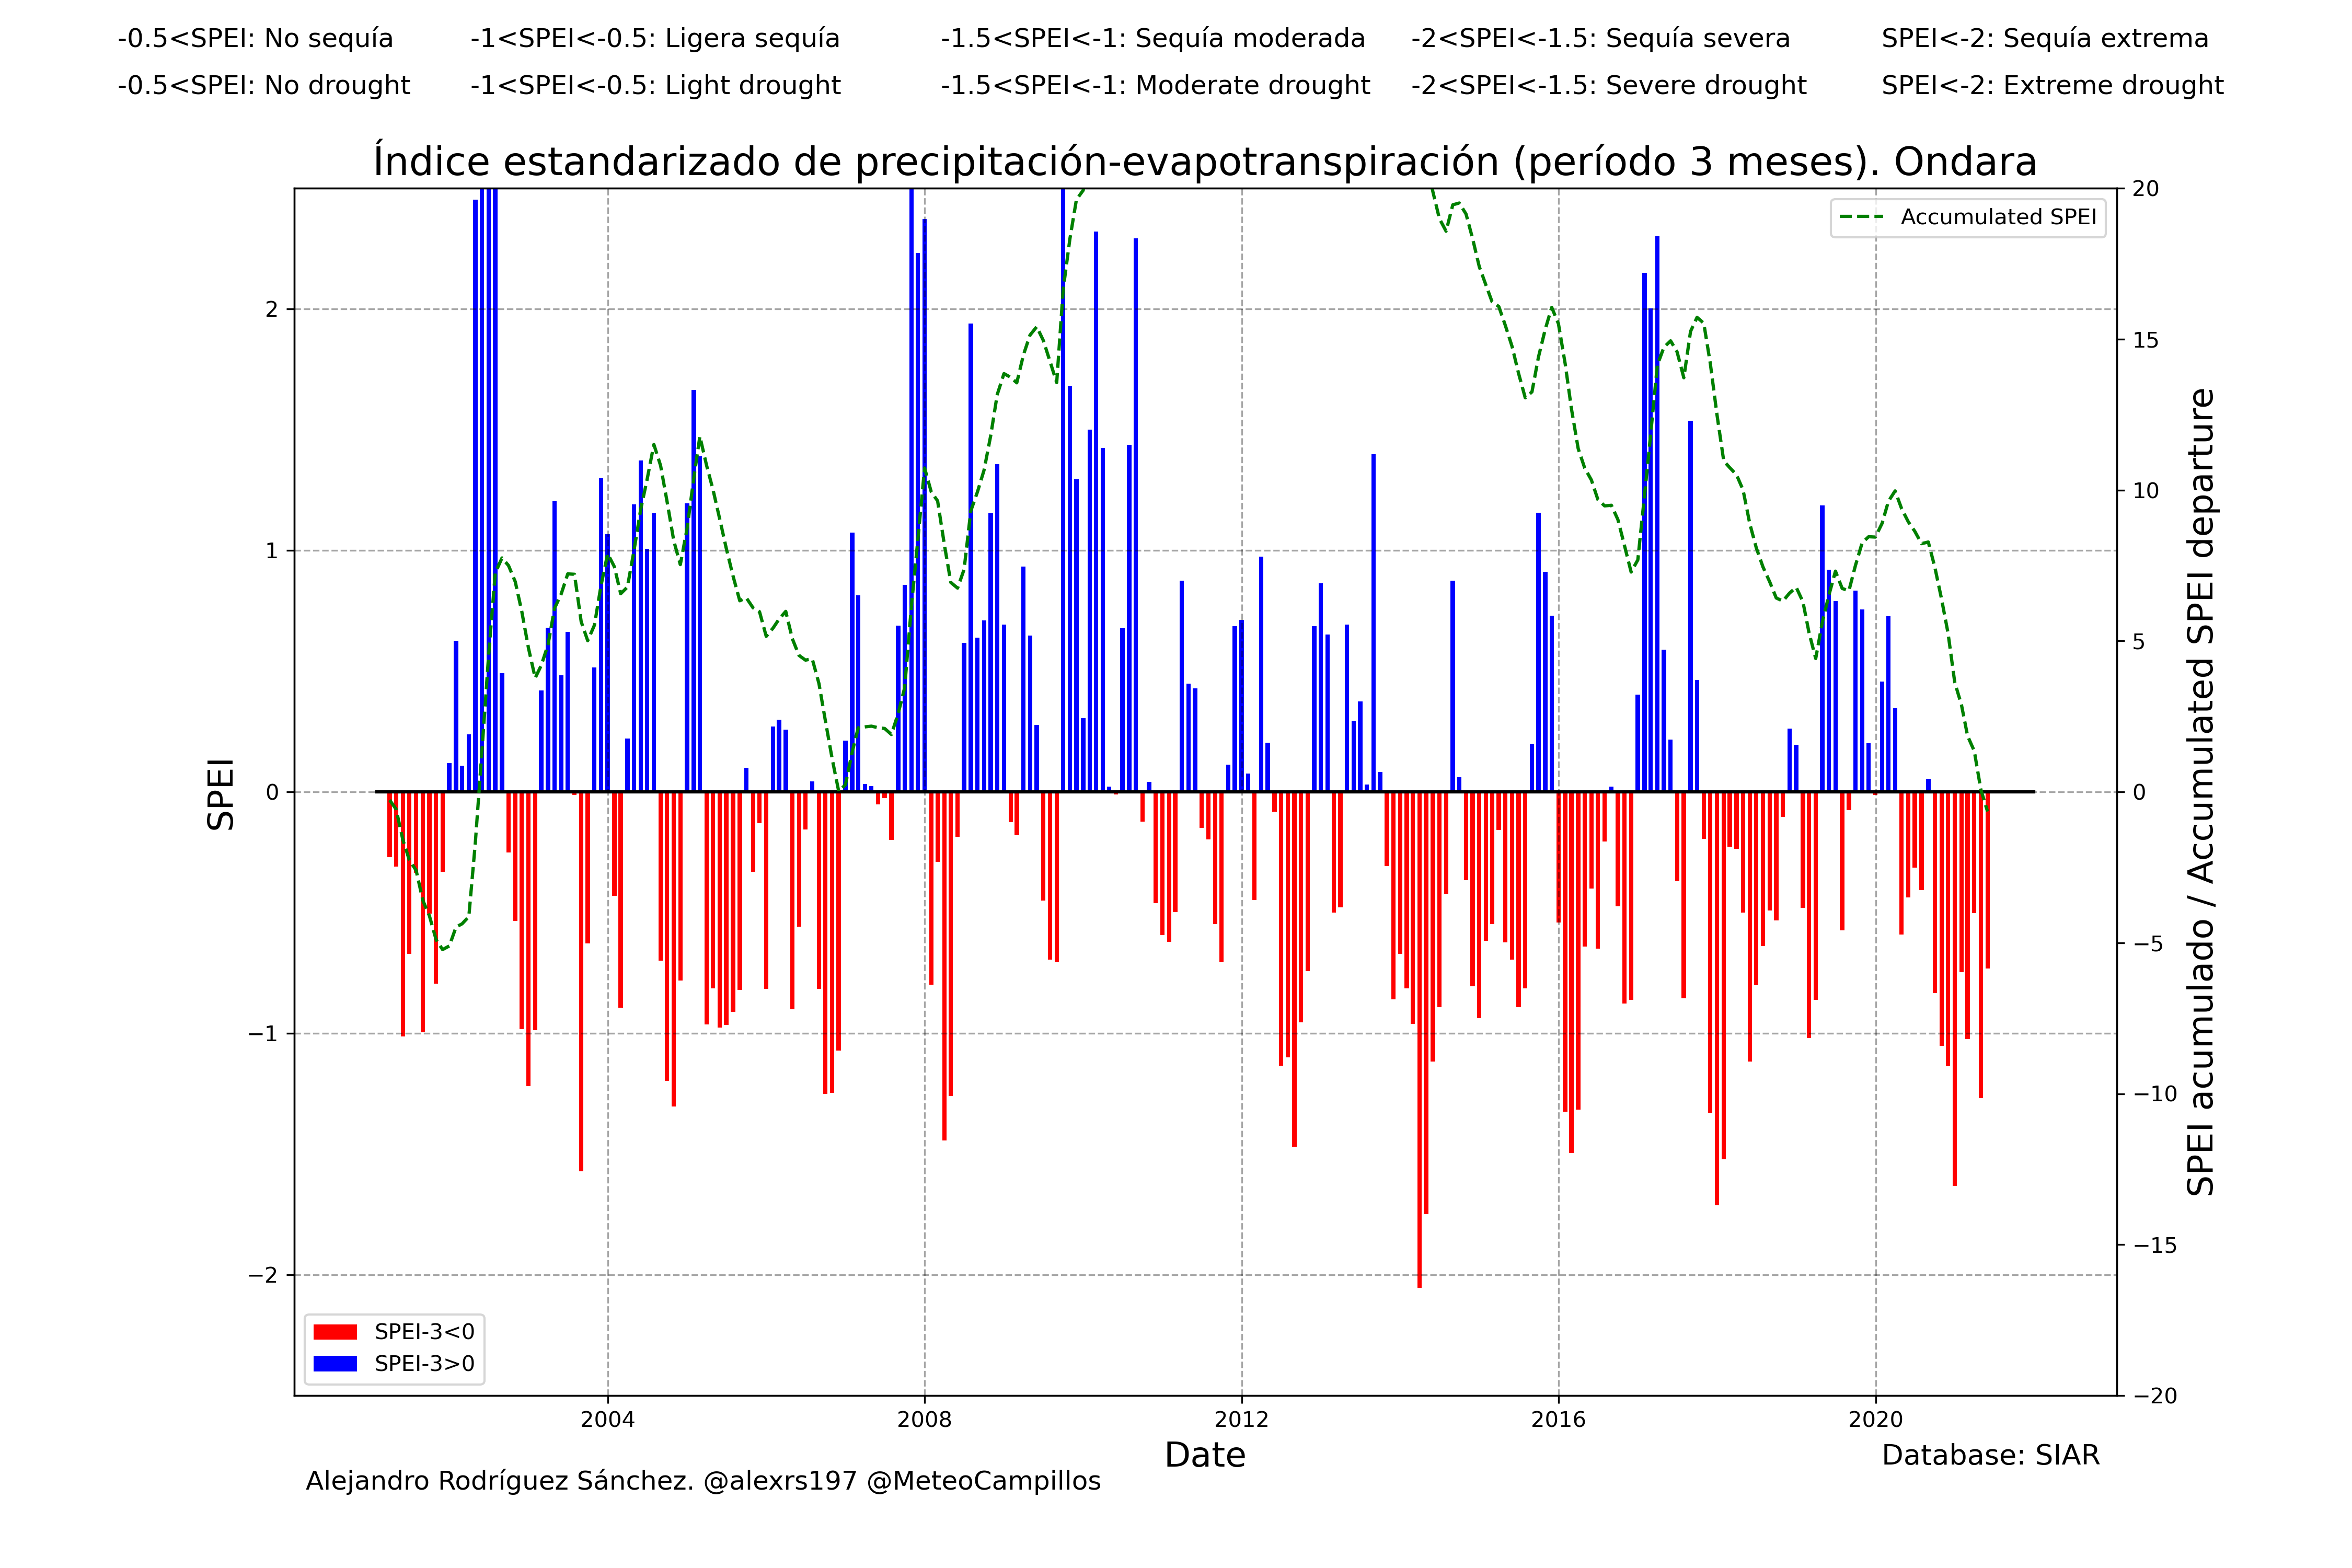 -0.5<SPEI: No sequía -1<SPEI<-0.5: Ligera sequía -1.5<SPEI<-1: Sequía moderada -2<SPEI<-1.5: Sequía severa SPEI<-2: Sequía extrema
-0.5<SPEI: No drought -1<SPEI<-0.5: Light drought -1.5<SPEI<-1: Moderate drought -2<SPEI<-1.5: Severe drought SPEI<-2: Extreme drought
Índice estandarizado de precipitación-evapotranspiración (período 3 meses). Ondara
SPEI
2
1
0
−1
−2
Accumulated SPEI
20
15
10
5
0
−5
−10
−15
−20
SPEI acumulado / Accumulated SPEI departure
SPEI-3<0
SPEI-3>0
2004 2008 2012 2016 2020
Date
Database: SIAR
Alejandro Rodríguez Sánchez. @alexrs197 @MeteoCampillos